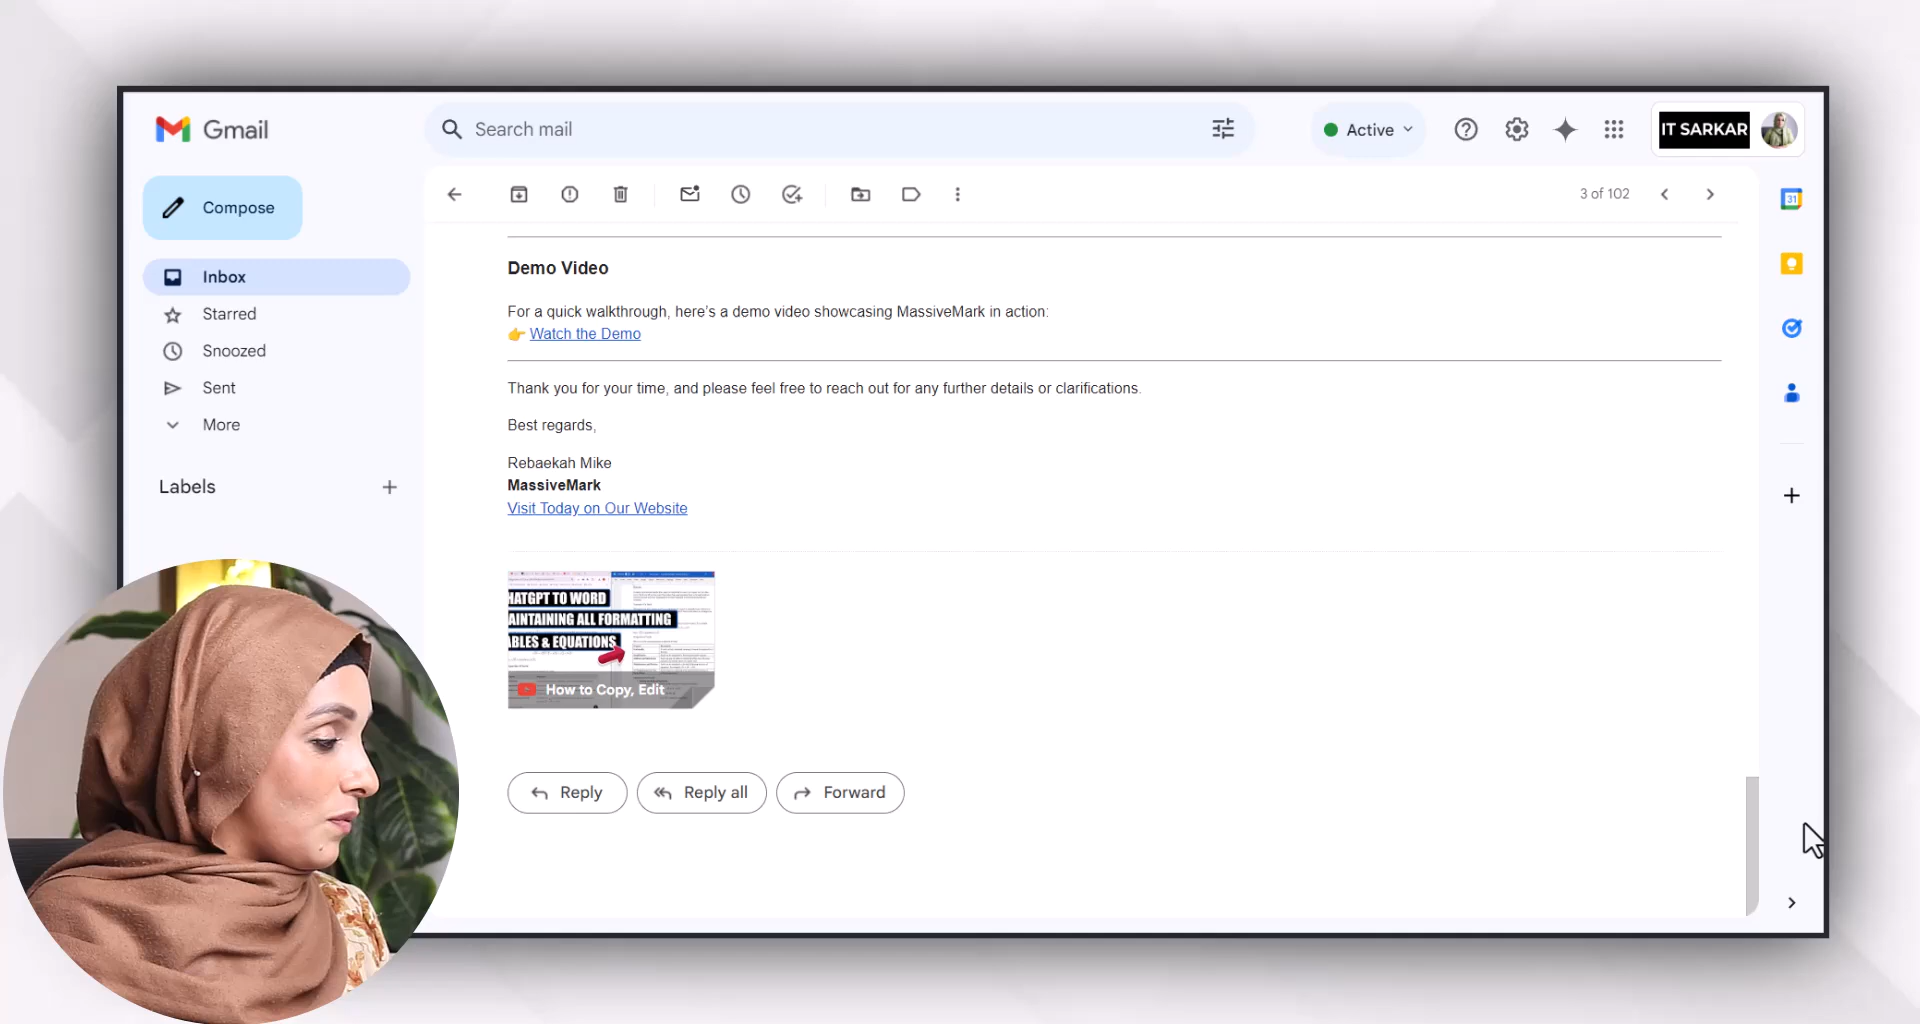 Gmail
Search mail
Active
IT SARKAR
Compose
3 of 102
31
Inbox
Starred
Snoozed
Sent
More
Labels
Demo Video
For a quick walkthrough, here's a demo video showcasing MassiveMark in action:
👉 Watch the Demo
Thank you for your time, and please feel free to reach out for any further details or clarifications.
Best regards,
Rebaekah Mike
MassiveMark
Visit Today on Our Website
HATGPT TO WORD
AINTAINING ALL FORMATTING
ABLES & EQUATIONS
How to Copy, Edit
Reply
Reply all
Forward